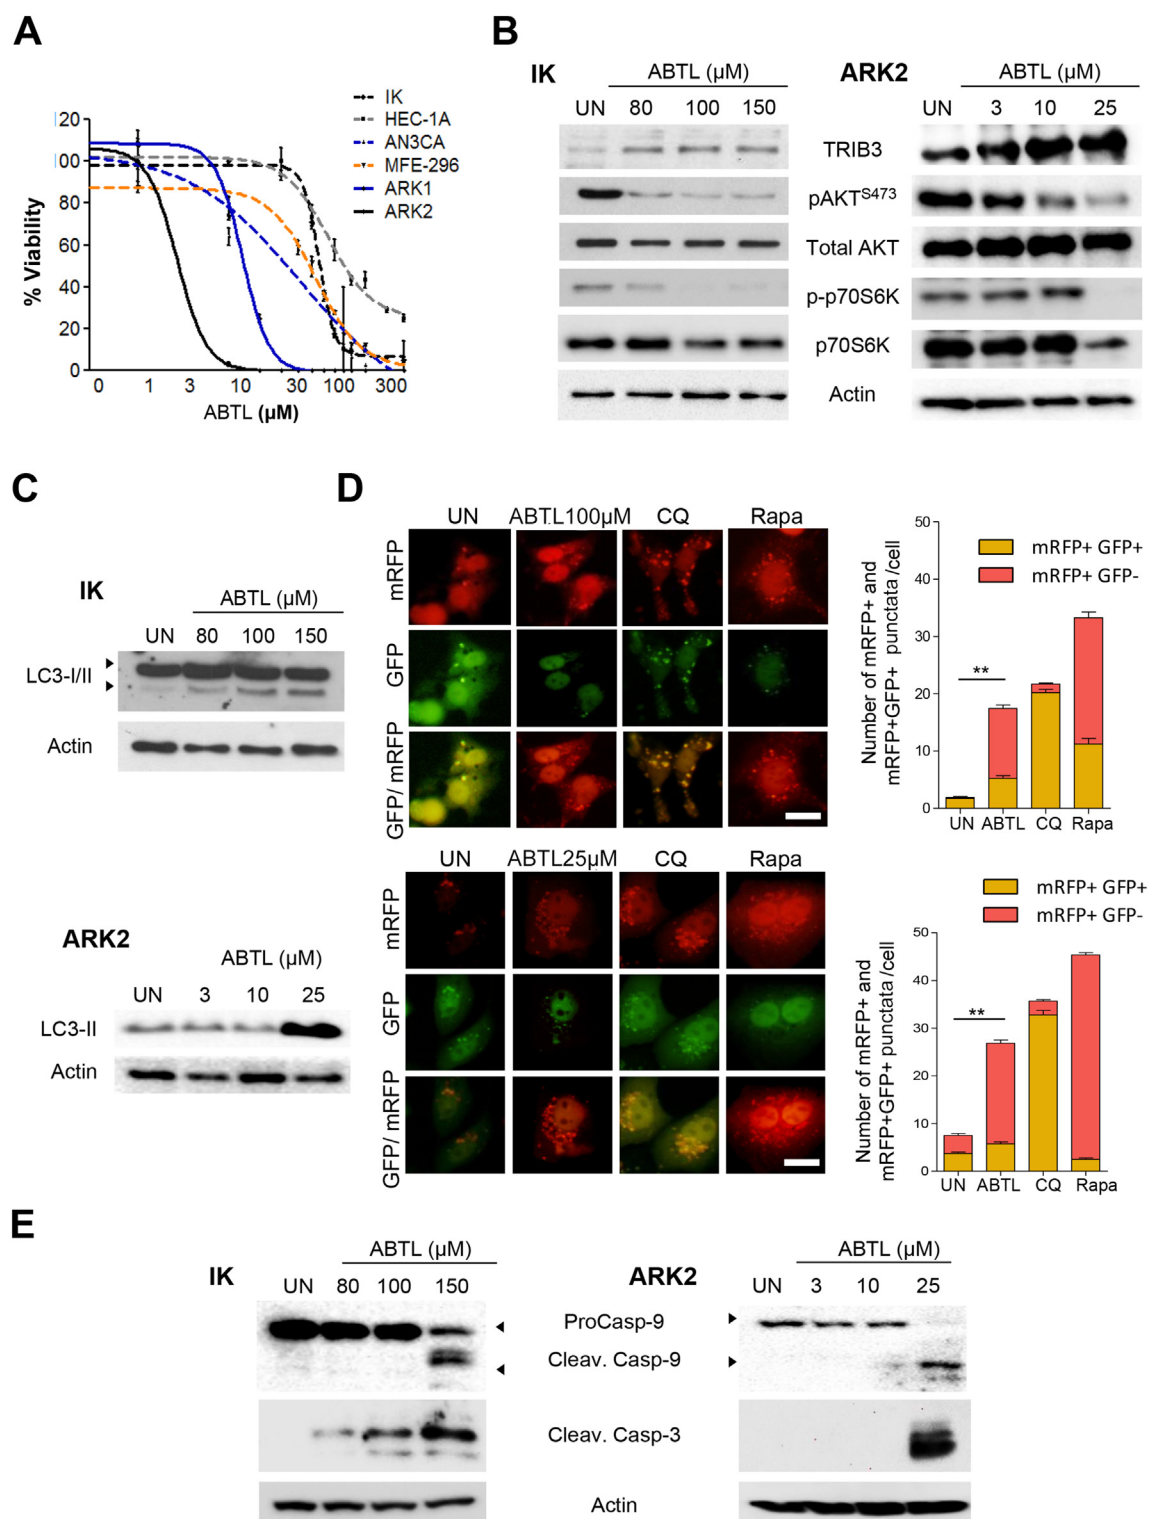 A
IK
HEC-1A
AN3CA
MFE-296
ARK1
ARK2
120
100
80
60
40
20
0
% Viability
0 1 3 10 30 100 300
ABTL (µM)
B
IK
ABTL (µM)
UN 80 100 150
ARK2
ABTL (µM)
UN 3 10 25
TRIB3
pAKTS473
Total AKT
p-p70S6K
p70S6K
Actin
C
IK
ABTL (µM)
UN 80 100 150
LC3-I/II
Actin
ARK2
ABTL (µM)
UN 3 10 25
LC3-II
Actin
D
UN ABTL100µM CQ Rapa
mRFP
GFP
GFP/ mRFP
50
40
30
20
10
0
Number of mRFP+ and
mRFP+GFP+ punctata /cell
mRFP+ GFP+
mRFP+ GFP-
**
UN ABTL CQ Rapa
UN ABTL25µM CQ Rapa
mRFP
GFP
GFP/ mRFP
mRFP+ GFP+
mRFP+ GFP-
50
40
30
20
10
0
Number of mRFP+ and
mRFP+GFP+ punctata /cell
**
UN ABTL CQ Rapa
E
IK
ABTL (µM)
UN 80 100 150
ARK2
ABTL (µM)
UN 3 10 25
ProCasp-9
Cleav. Casp-9
Cleav. Casp-3
Actin